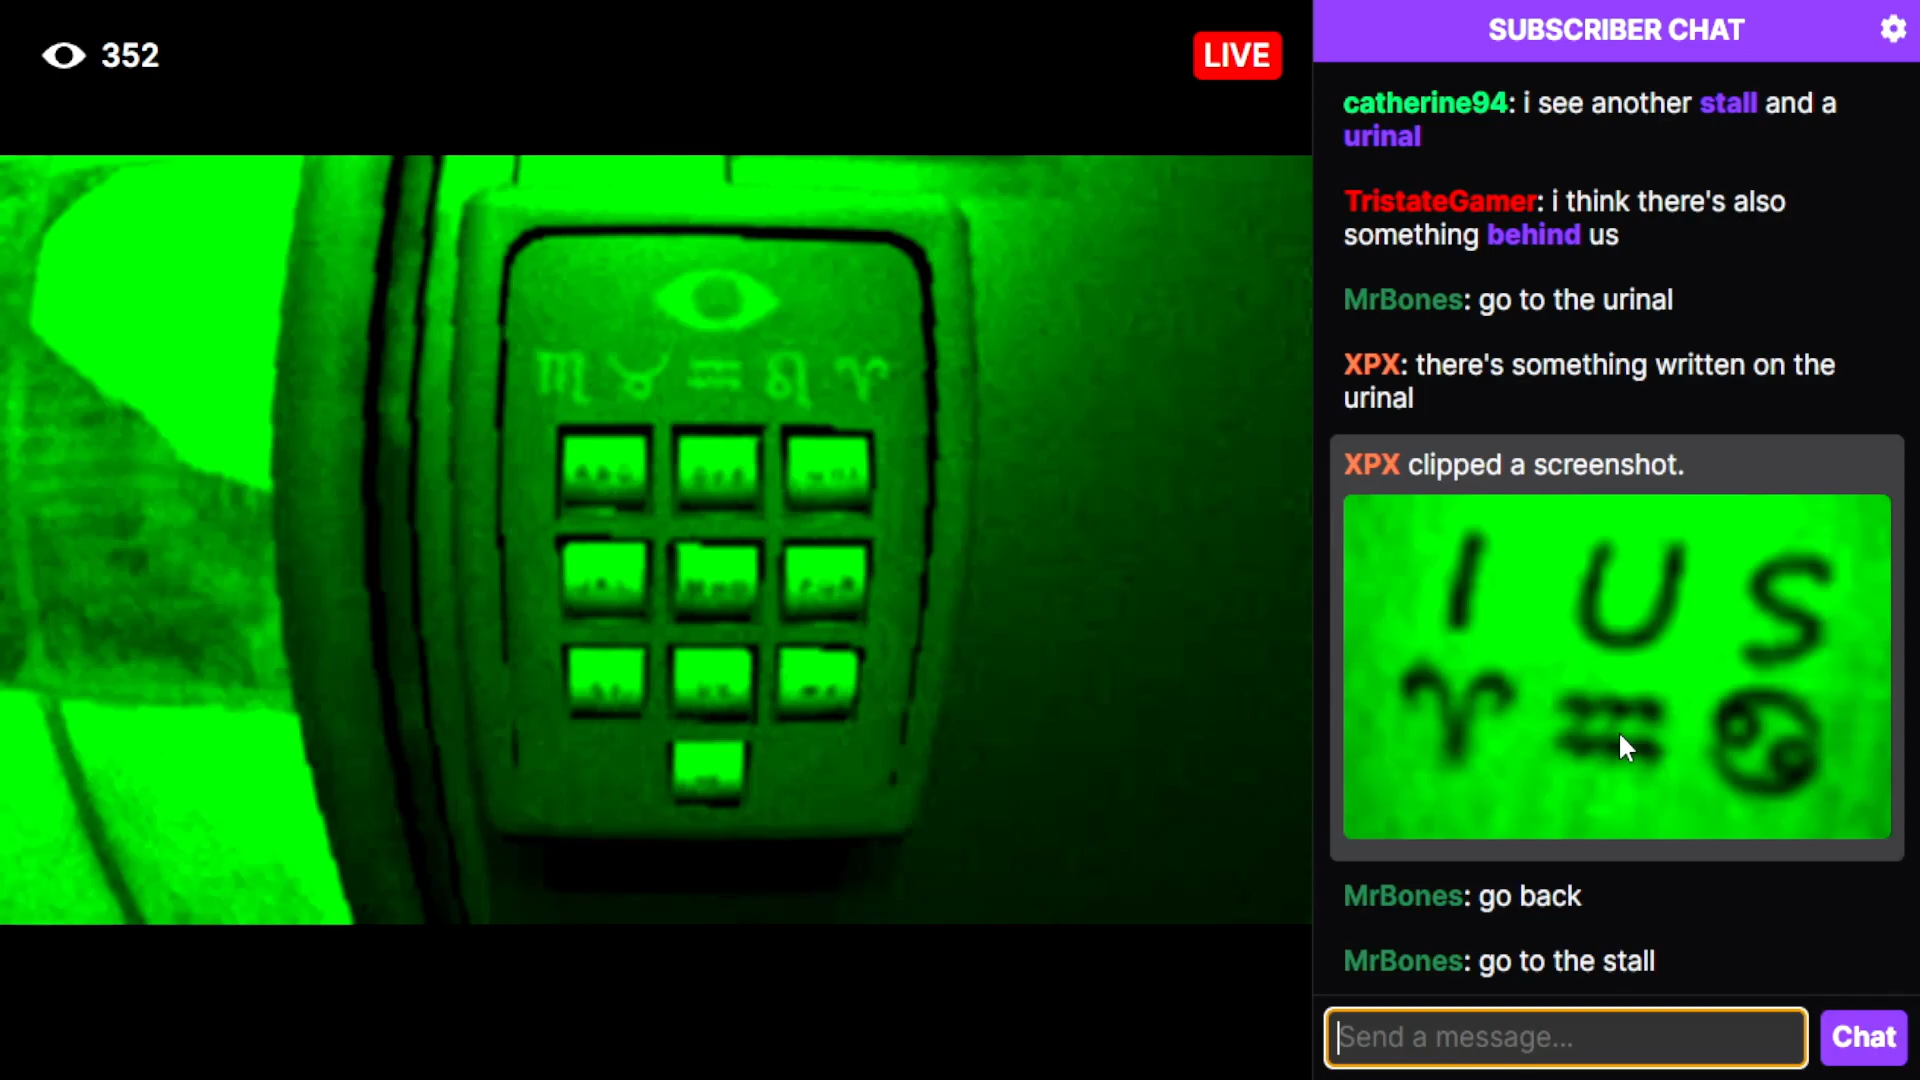 352
LIVE
♏ ♉ ♒ ♌ ♈
SUBSCRIBER CHAT
catherine94: i see another stall and a
urinal
TristateGamer: i think there's also
something behind us
MrBones: go to the urinal
XPX: there's something written on the
urinal
XPX clipped a screenshot.
I U S
♈ ♒ ♋
MrBones: go back
MrBones: go to the stall
Send a message...
Chat